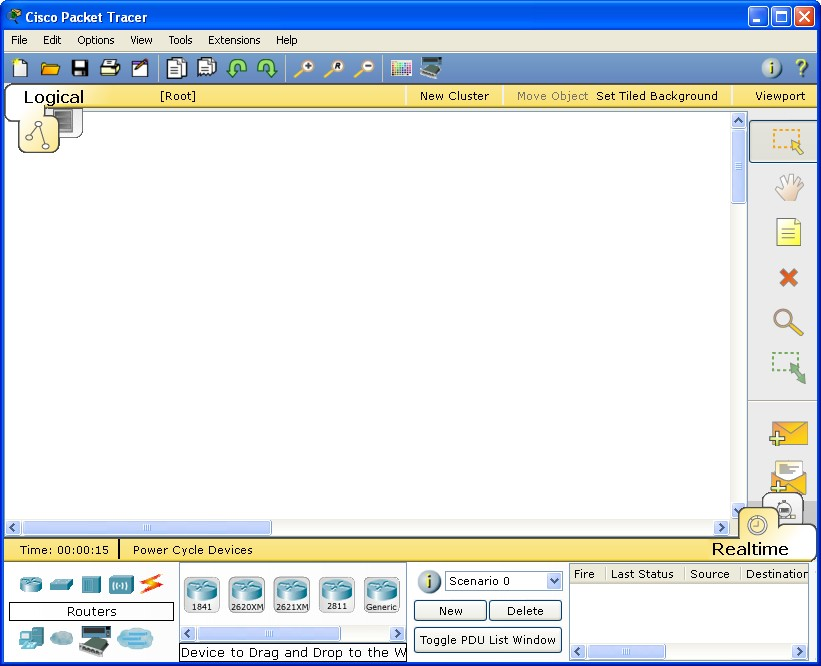 Cisco Packet Tracer
File Edit Options View Tools Extensions Help
Logical [Root] New Cluster Move Object Set Tiled Background Viewport
Time: 00:00:15 Power Cycle Devices
Realtime
Routers
1841 2620XM 2621XM 2811 Generic
Device to Drag and Drop to the W
Scenario 0
New Delete
Toggle PDU List Window
Fire Last Status Source Destination